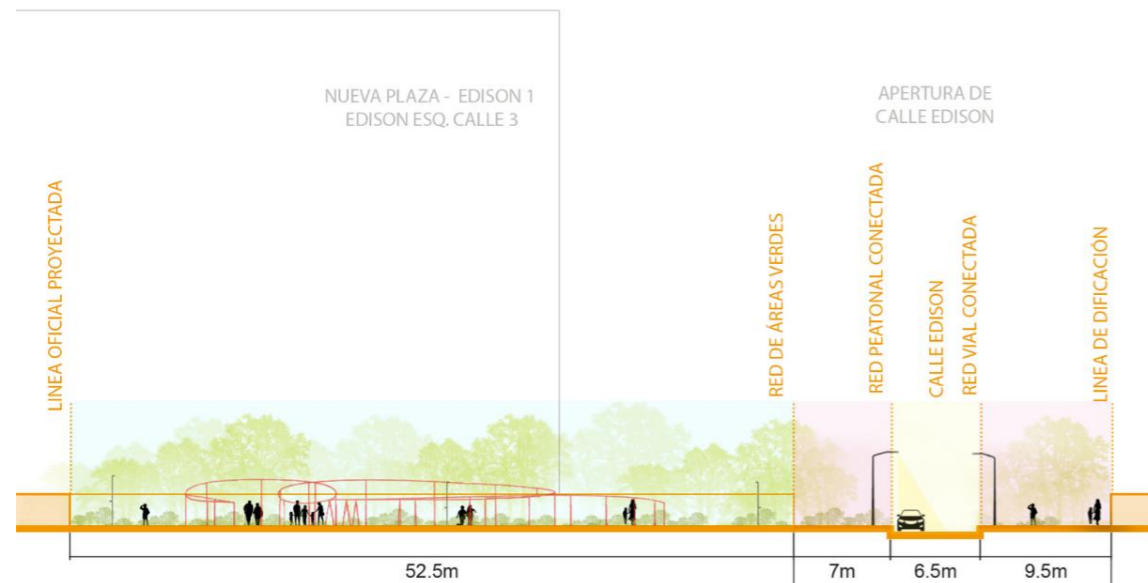 NUEVA PLAZA - EDISON 1
EDISON ESQ. CALLE 3
APERTURA DE
CALLE EDISON
LINEA OFICIAL PROYECTADA
RED DE ÁREAS VERDES
RED PEATONAL CONECTADA
CALLE EDISON
RED VIAL CONECTADA
LINEA DE DIFICACIÓN
52.5m
7m
6.5m
9.5m